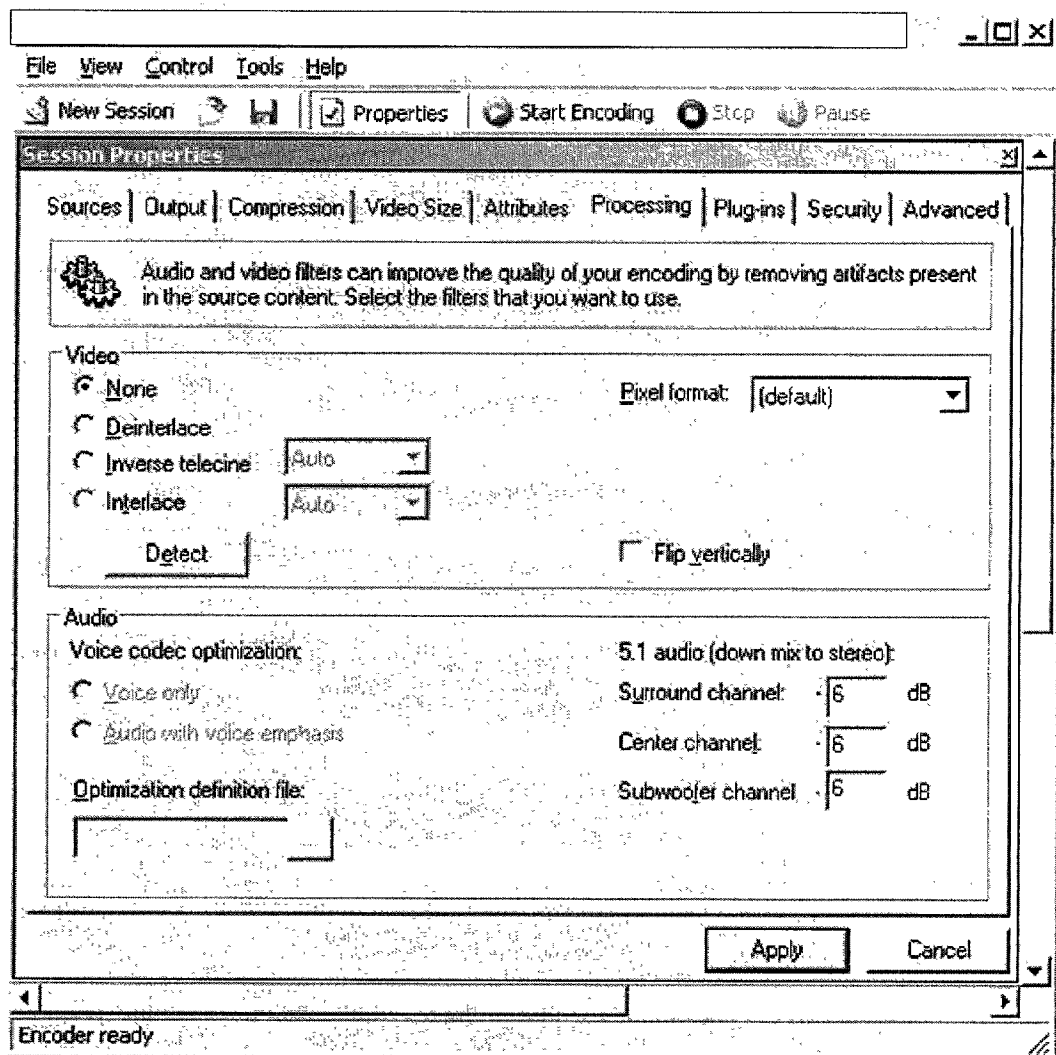 File View Control Tools Help
New Session Properties Start Encoding Stop Pause
Session Properties
Sources Output Compression Video Size Attributes Processing Plug-ins Security Advanced
Audio and video filters can improve the quality of your encoding by removing artifacts present
in the source content. Select the filters that you want to use.
Video
None
Pixel format: (default)
Deinterlace
Inverse telecine Auto
Interlace Auto
Detect
Flip vertically
Audio
Voice codec optimization:
5.1 audio (down mix to stereo):
Voice only
Surround channel: -6 dB
Audio with voice emphasis
Center channel: -6 dB
Optimization definition file:
Subwoofer channel -6 dB
Apply Cancel
Encoder ready